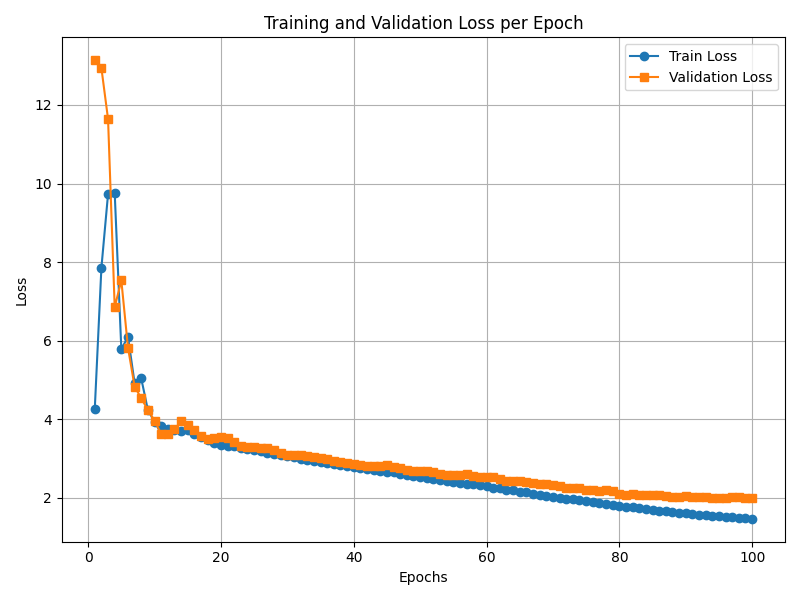 Training and Validation Loss per Epoch
Train Loss
Validation Loss
12
10
8
6
4
2
Loss
0 20 40 60 80 100
Epochs